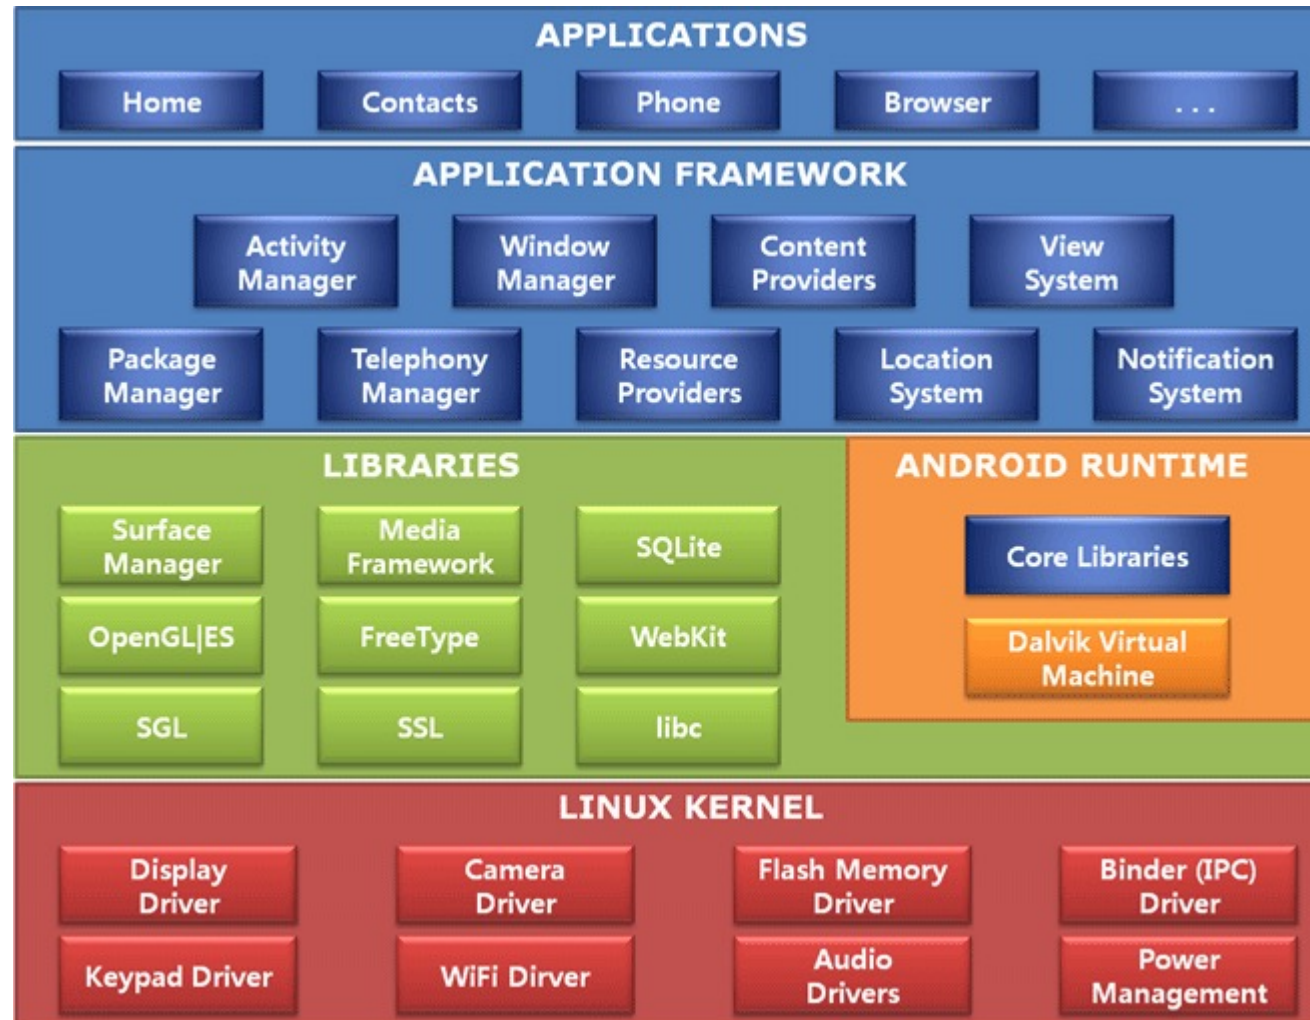 APPLICATIONS
Home
Contacts
Phone
Browser
. . .
APPLICATION FRAMEWORK
Activity
Manager
Window
Manager
Content
Providers
View
System
Package
Manager
Telephony
Manager
Resource
Providers
Location
System
Notification
System
LIBRARIES
Surface
Manager
Media
Framework
SQLite
OpenGL|ES
FreeType
WebKit
SGL
SSL
libc
ANDROID RUNTIME
Core Libraries
Dalvik Virtual
Machine
LINUX KERNEL
Display
Driver
Camera
Driver
Flash Memory
Driver
Binder (IPC)
Driver
Keypad Driver
WiFi Dirver
Audio
Drivers
Power
Management